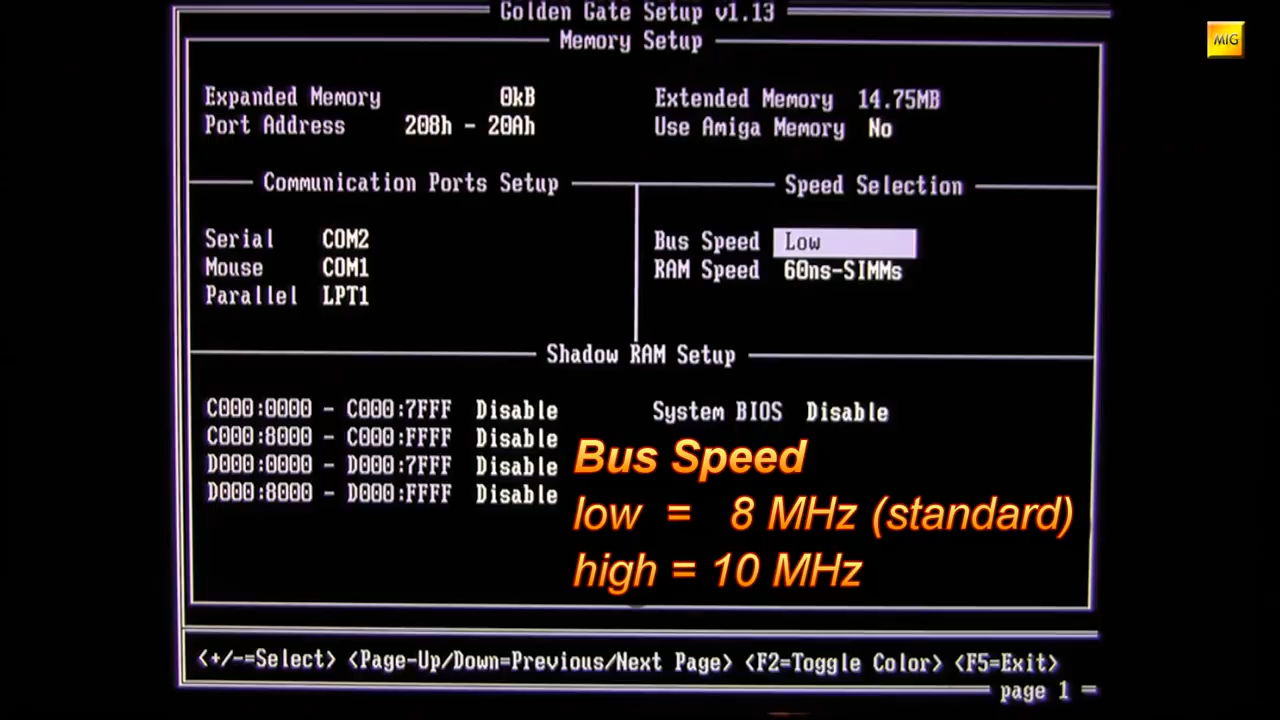 Golden Gate Setup v1.13
MIG
Memory Setup
Expanded Memory 0kB Extended Memory 14.75MB
Port Address 208h - 20Ah Use Amiga Memory No
Communication Ports Setup Speed Selection
Serial COM2 Bus Speed Low
Mouse COM1 RAM Speed 60ns-SIMMs
Parallel LPT1
Shadow RAM Setup
C000:0000 - C000:7FFF Disable System BIOS Disable
C000:8000 - C000:FFFF Disable
D000:0000 - D000:7FFF Disable
D000:8000 - D000:FFFF Disable
Bus Speed
low = 8 MHz (standard)
high = 10 MHz
<+/-=Select> <Page-Up/Down=Previous/Next Page> <F2=Toggle Color> <F5=Exit>
page 1